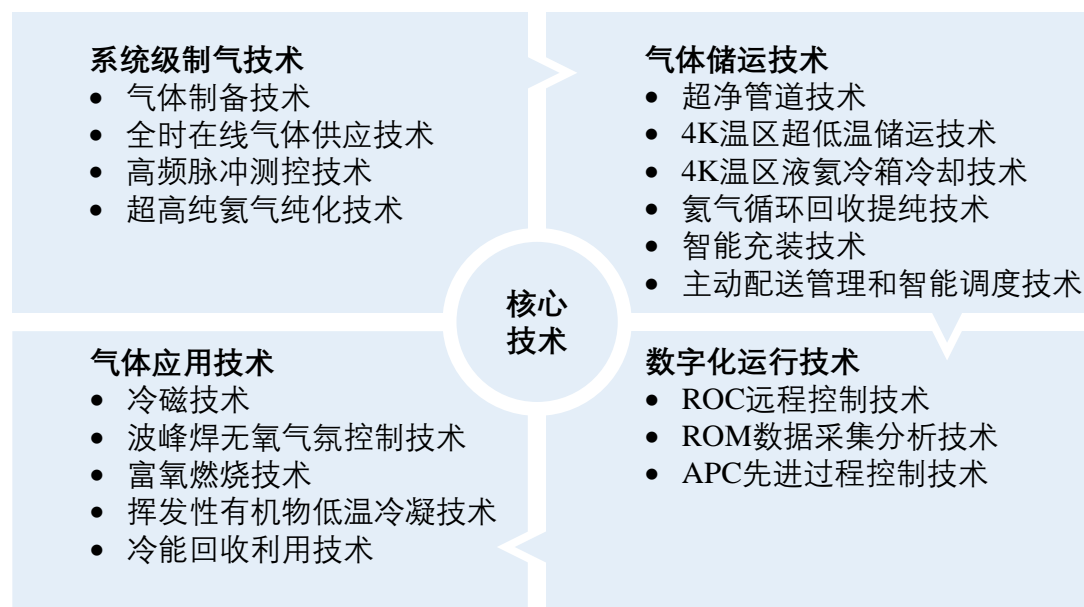 系统级制气技术
• 气体制备技术
• 全时在线气体供应技术
• 高频脉冲测控技术
• 超高纯氦气纯化技术
气体储运技术
• 超净管道技术
• 4K温区超低温储运技术
• 4K温区液氦冷箱冷却技术
• 氦气循环回收提纯技术
• 智能充装技术
• 主动配送管理和智能调度技术
核心
技术
气体应用技术
• 冷磁技术
• 波峰焊无氧气氛控制技术
• 富氧燃烧技术
• 挥发性有机物低温冷凝技术
• 冷能回收利用技术
数字化运行技术
• ROC远程控制技术
• ROM数据采集分析技术
• APC先进过程控制技术